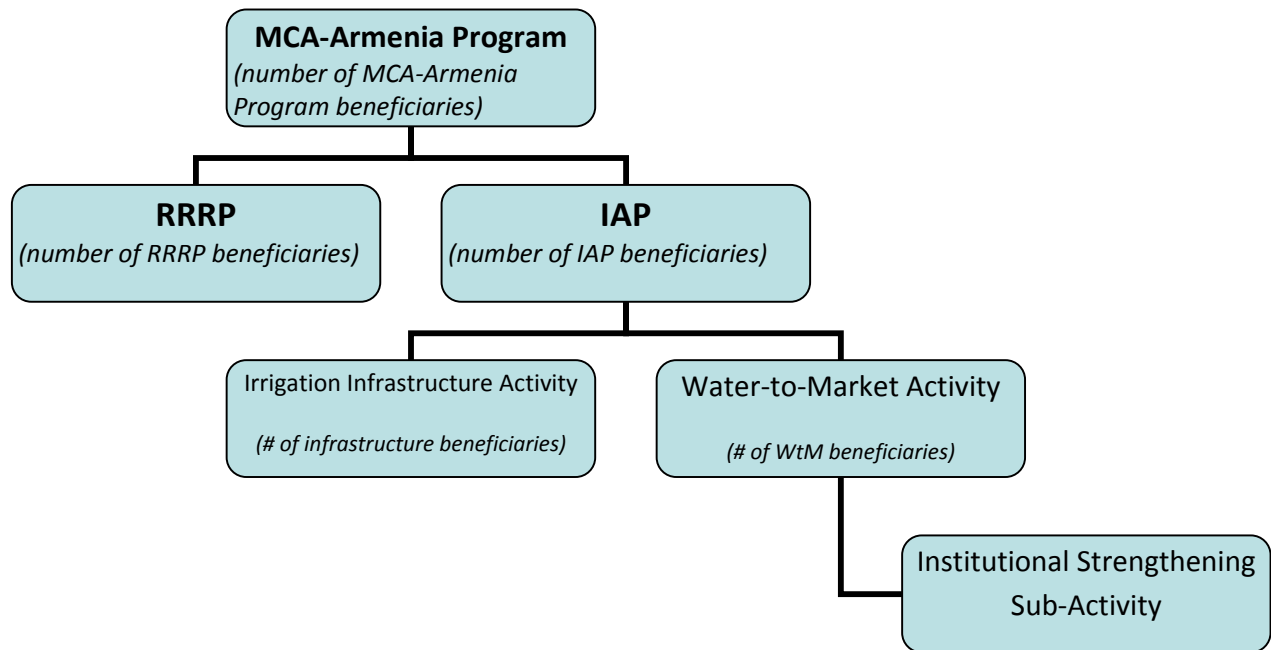 MCA-Armenia Program
(number of MCA-Armenia
Program beneficiaries)
RRRP
(number of RRRP beneficiaries)
IAP
(number of IAP beneficiaries)
Irrigation Infrastructure Activity
(# of infrastructure beneficiaries)
Water-to-Market Activity
(# of WtM beneficiaries)
Institutional Strengthening
Sub-Activity